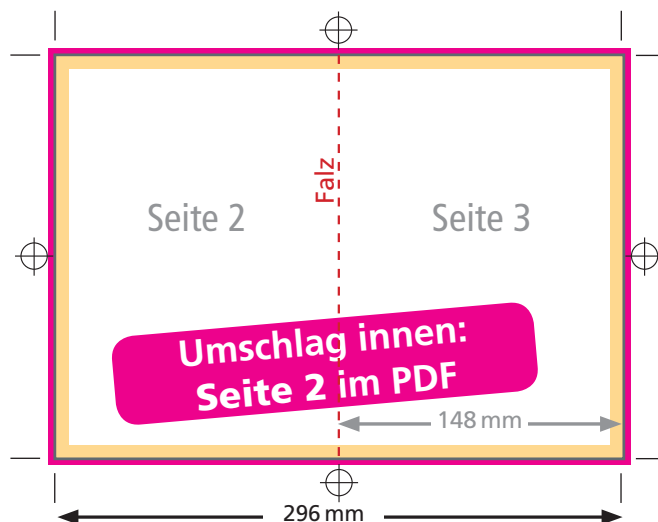 Falz
Seite 2
Seite 3
Umschlag innen:
Seite 2 im PDF
148 mm
296 mm